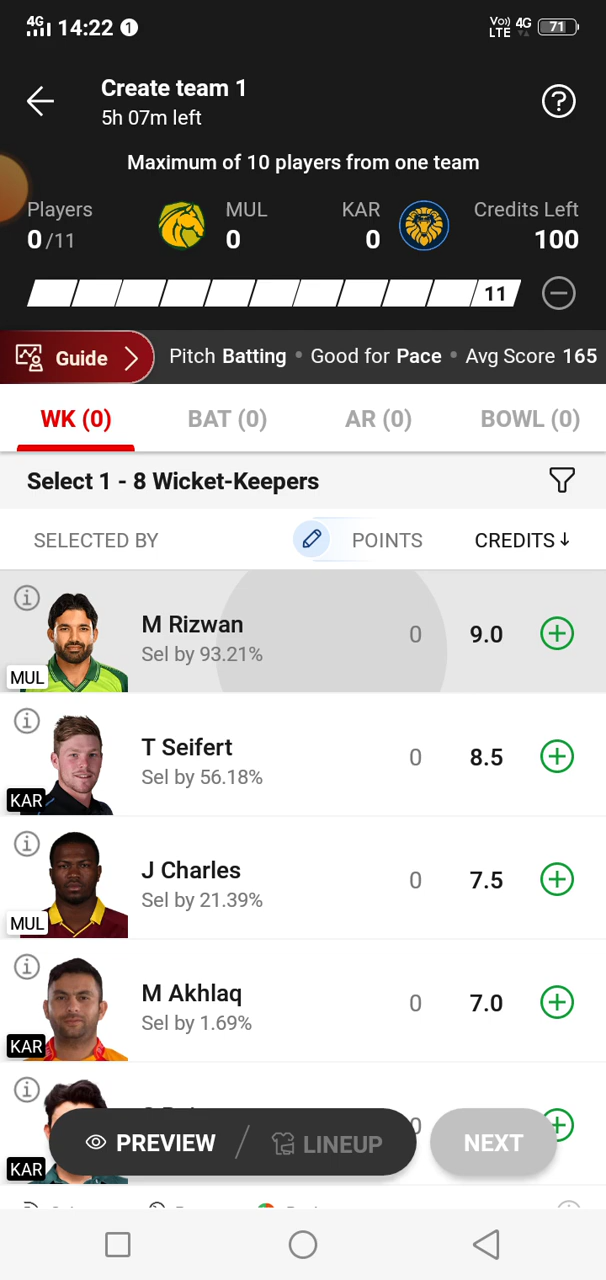 4G 14:22 1 Vo)) LTE 4G 71
Create team 1
5h 07m left
?
Maximum of 10 players from one team
Players MUL KAR Credits Left
0/11 0 0 100
11
Guide Pitch Batting • Good for Pace • Avg Score 165
WK (0) BAT (0) AR (0) BOWL (0)
Select 1 - 8 Wicket-Keepers
SELECTED BY POINTS CREDITS↓
M Rizwan 0 9.0
Sel by 93.21%
MUL
T Seifert 0 8.5
Sel by 56.18%
KAR
J Charles 0 7.5
Sel by 21.39%
MUL
M Akhlaq 0 7.0
Sel by 1.69%
KAR
0
PREVIEW / LINEUP NEXT
KAR